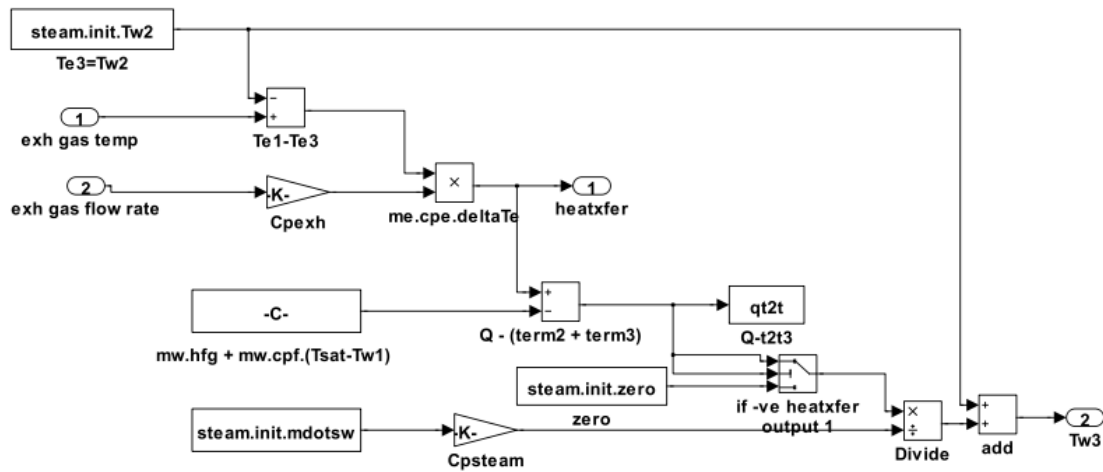 steam.init.Tw2
Te3=Tw2
−
+
Te1-Te3
1
exh gas temp
2
exh gas flow rate
-K-
Cpexh
×
me.cpe.deltaTe
1
heatxfer
-C-
mw.hfg + mw.cpf.(Tsat-Tw1)
+
−
Q - (term2 + term3)
qt2t
Q-t2t3
steam.init.zero
zero
if -ve heatxfer
output 1
steam.init.mdotsw
-K-
Cpsteam
×
÷
Divide
+
+
add
2
Tw3